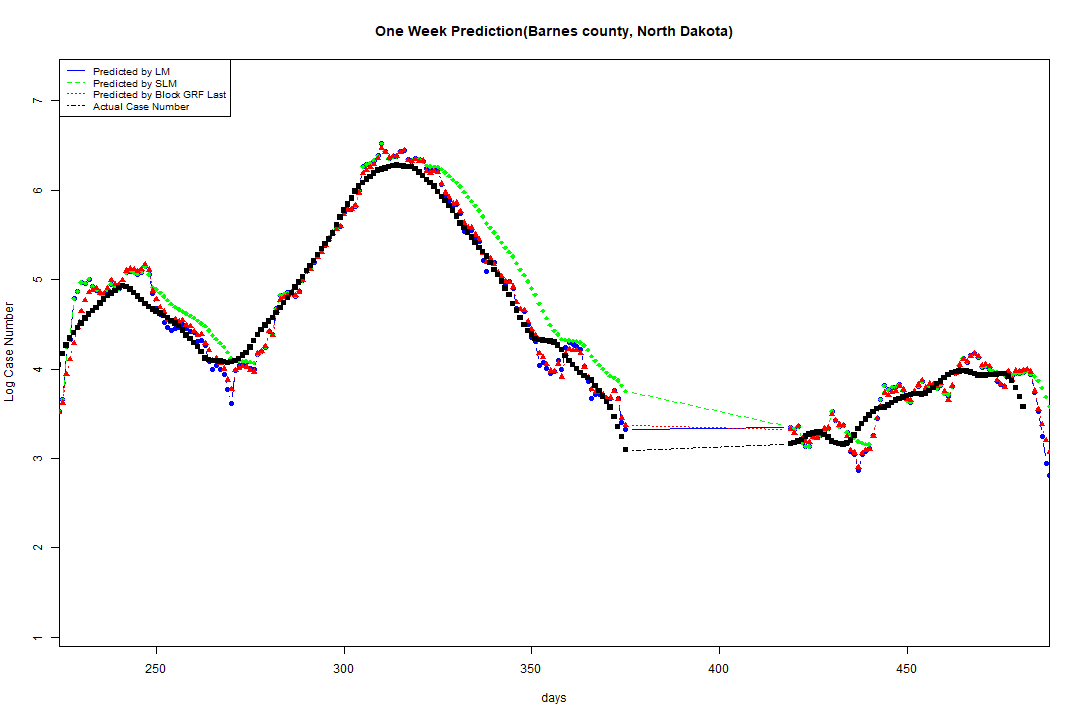 One Week Prediction(Barnes county, North Dakota)
Predicted by LM
Predicted by SLM
Predicted by Block GRF Last
Actual Case Number
7
6
5
4
3
2
1
Log Case Number
250 300 350 400 450
days